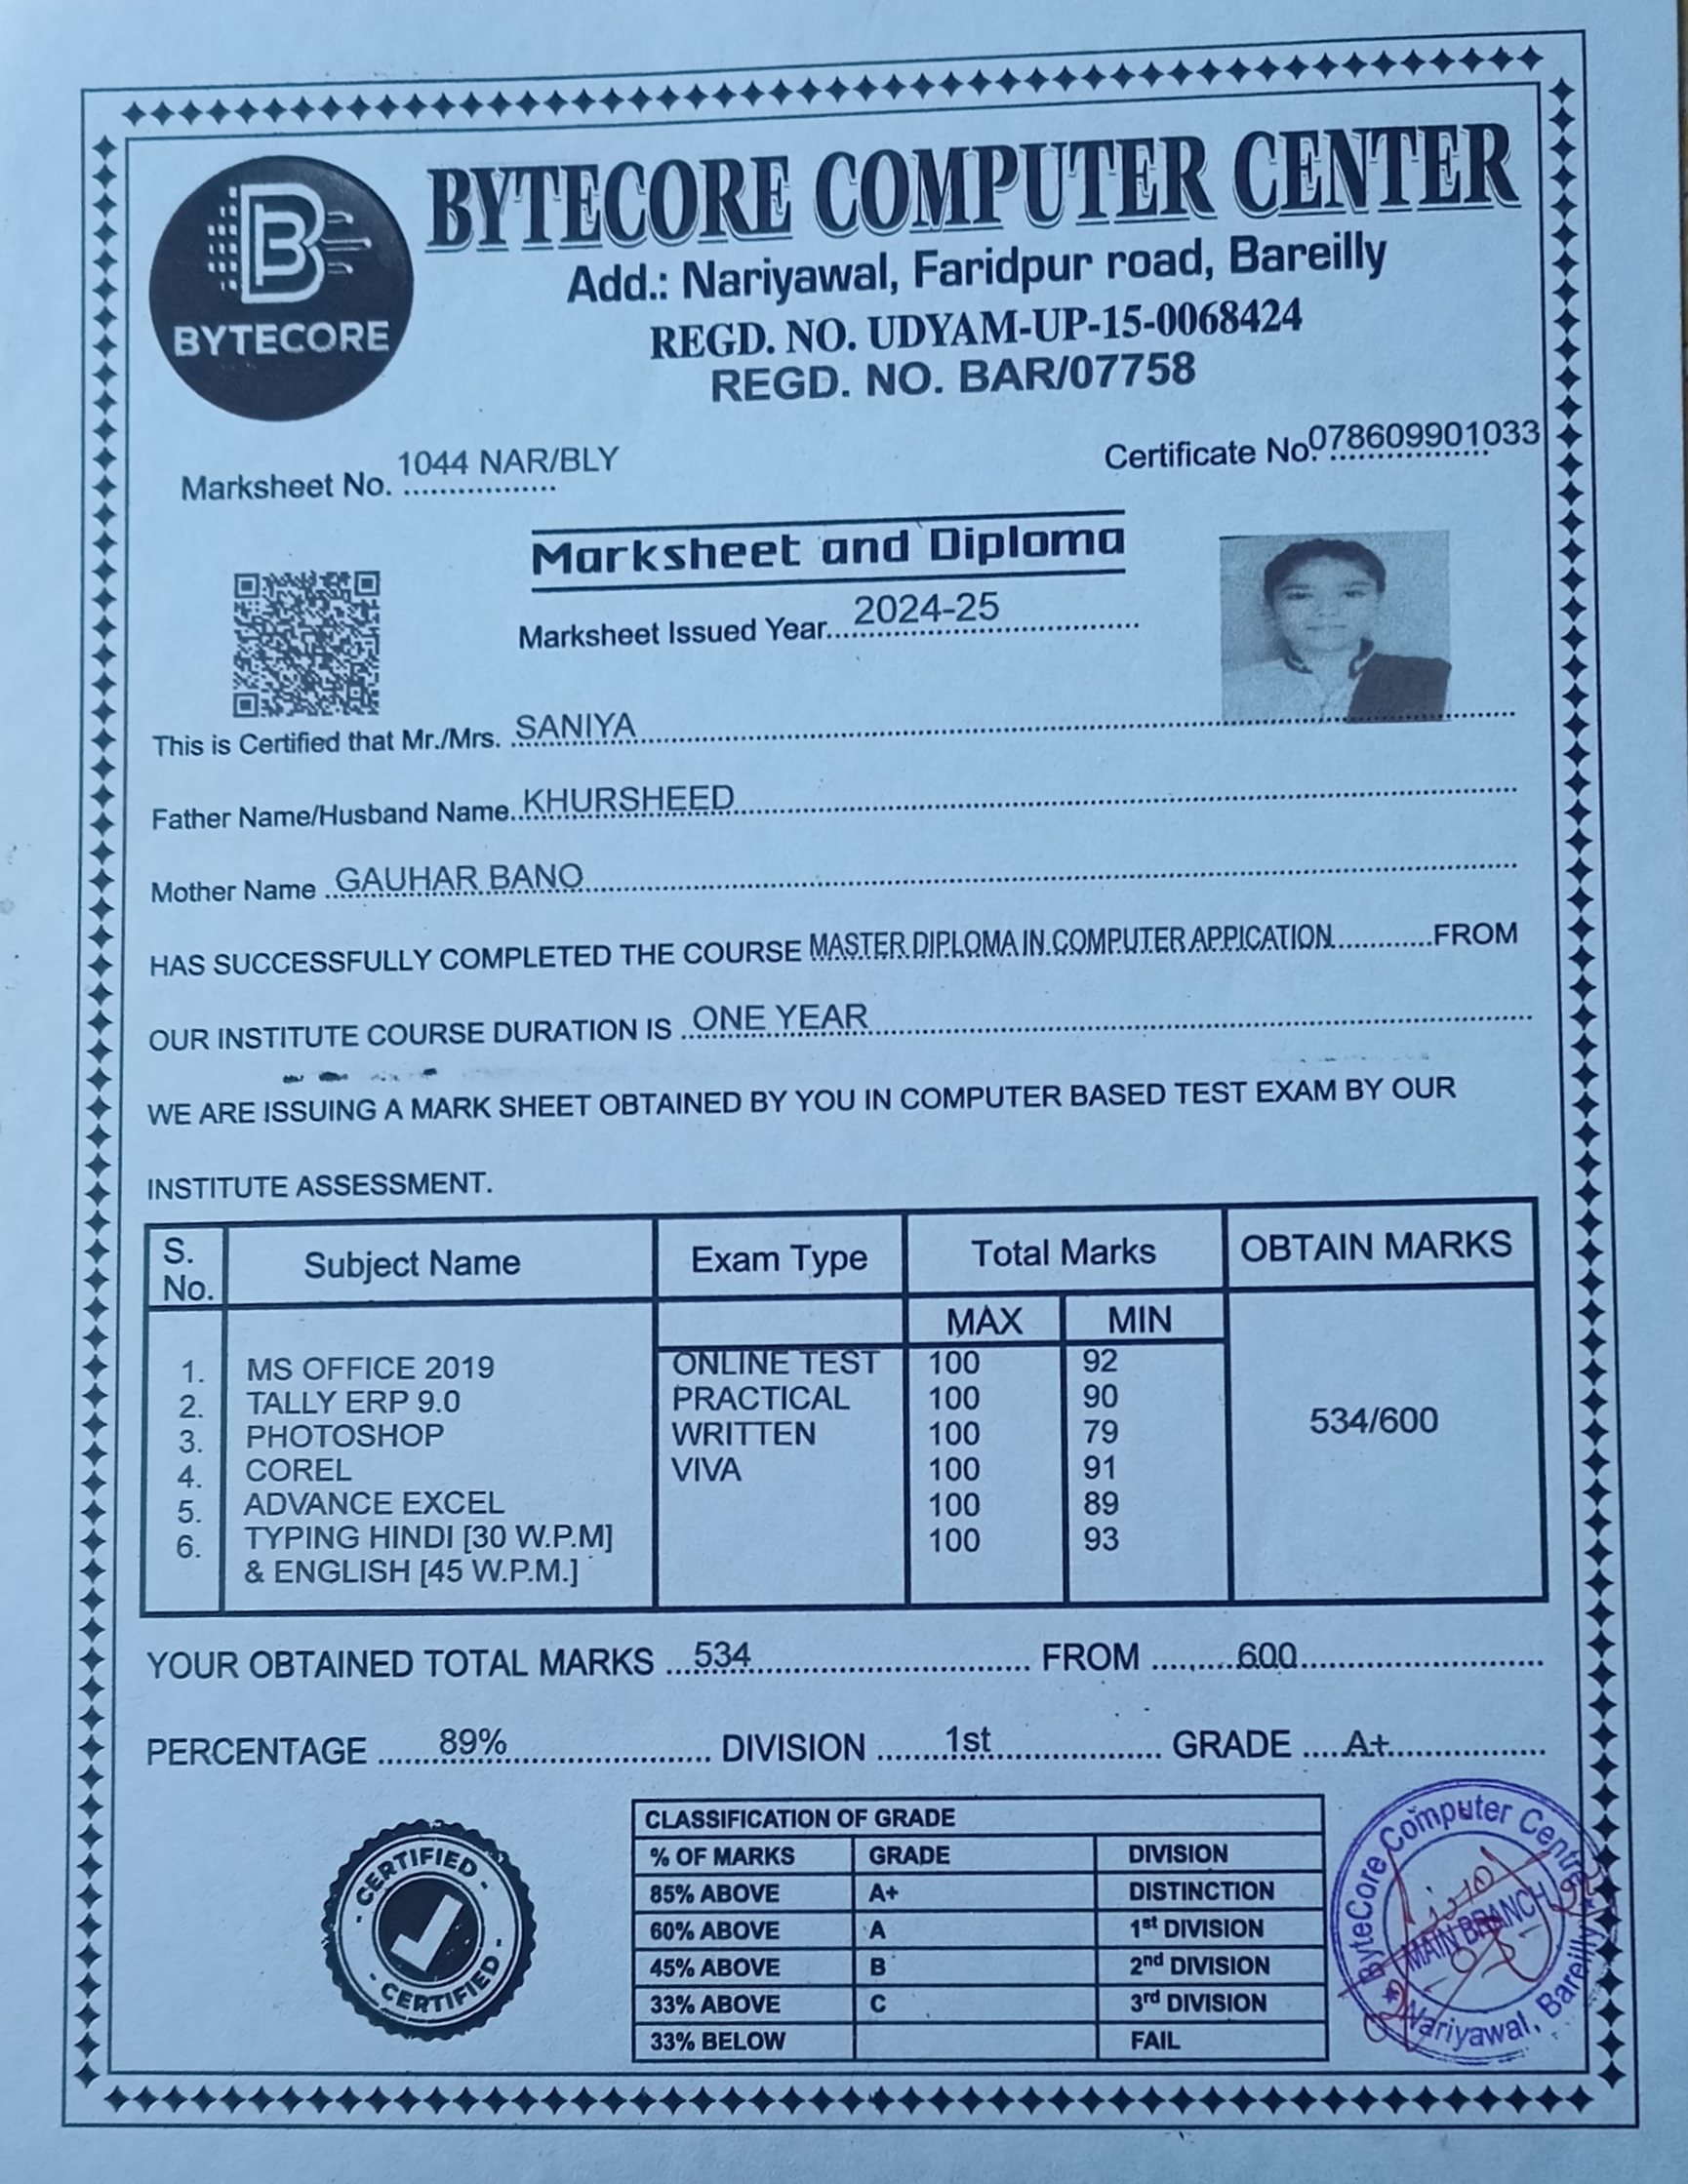 BYTECORE COMPUTER CENTER
B
BYTECORE
Add.: Nariyawal, Faridpur road, Bareilly
REGD. NO. UDYAM-UP-15-0068424
REGD. NO. BAR/07758
Marksheet No. 1044 NAR/BLY
Certificate No. 078609901033
Marksheet and Diploma
Marksheet Issued Year 2024-25
This is Certified that Mr./Mrs. SANIYA
Father Name/Husband Name KHURSHEED
Mother Name GAUHAR BANO
HAS SUCCESSFULLY COMPLETED THE COURSE MASTER DIPLOMA IN COMPUTER APPICATION FROM
OUR INSTITUTE COURSE DURATION IS ONE YEAR
WE ARE ISSUING A MARK SHEET OBTAINED BY YOU IN COMPUTER BASED TEST EXAM BY OUR
INSTITUTE ASSESSMENT.
S. No. Subject Name Exam Type Total Marks OBTAIN MARKS
MAX MIN
1. MS OFFICE 2019 ONLINE TEST 100 92
2. TALLY ERP 9.0 PRACTICAL 100 90
3. PHOTOSHOP WRITTEN 100 79
534/600
4. COREL VIVA 100 91
5. ADVANCE EXCEL 100 89
6. TYPING HINDI [30 W.P.M] 100 93
& ENGLISH [45 W.P.M.]
YOUR OBTAINED TOTAL MARKS 534 FROM 600
PERCENTAGE 89% DIVISION 1st GRADE A+
CERTIFIED
CERTIFIED
CLASSIFICATION OF GRADE
% OF MARKS GRADE DIVISION
85% ABOVE A+ DISTINCTION
60% ABOVE A 1st DIVISION
45% ABOVE B 2nd DIVISION
33% ABOVE C 3rd DIVISION
33% BELOW FAIL
ByteCore Computer Centre
MAIN BRANCH
Nariyawal, Bareilly